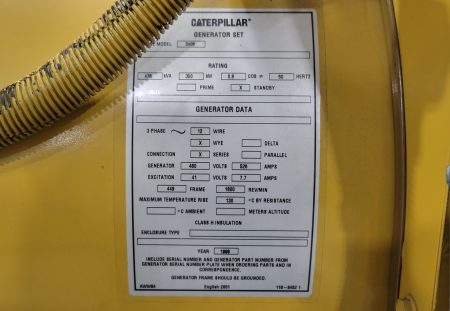 CATERPILLAR
GENERATOR SET
MODEL
RATING
438 kVA 350 kW 0.8 COS 60 HERTZ
PRIME X STANDBY
GENERATOR DATA
3 PHASE 12 WIRE
X WYE DELTA
CONNECTION X SERIES PARALLEL
GENERATOR 480 VOLTS 526 AMPS
EXCITATION 41 VOLTS 7.7 AMPS
449 FRAME 1800 REV/MIN
MAXIMUM TEMPERATURE RISE 130 °C BY RESISTANCE
°C AMBIENT METERS ALTITUDE
CLASS H INSULATION
ENCLOSURE TYPE
YEAR
INCLUDE SERIAL NUMBER AND GENERATOR PART NUMBER FROM
GENERATOR SERIAL NUMBER PLATE WHEN ORDERING PARTS AND IN
CORRESPONDENCE.
GENERATOR FRAME SHOULD BE GROUNDED.
English 2001